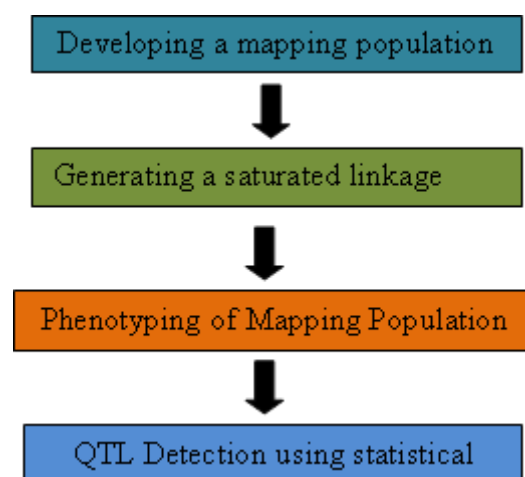 Developing a mapping population
Generating a saturated linkage
Phenotyping of Mapping Population
QTL Detection using statistical